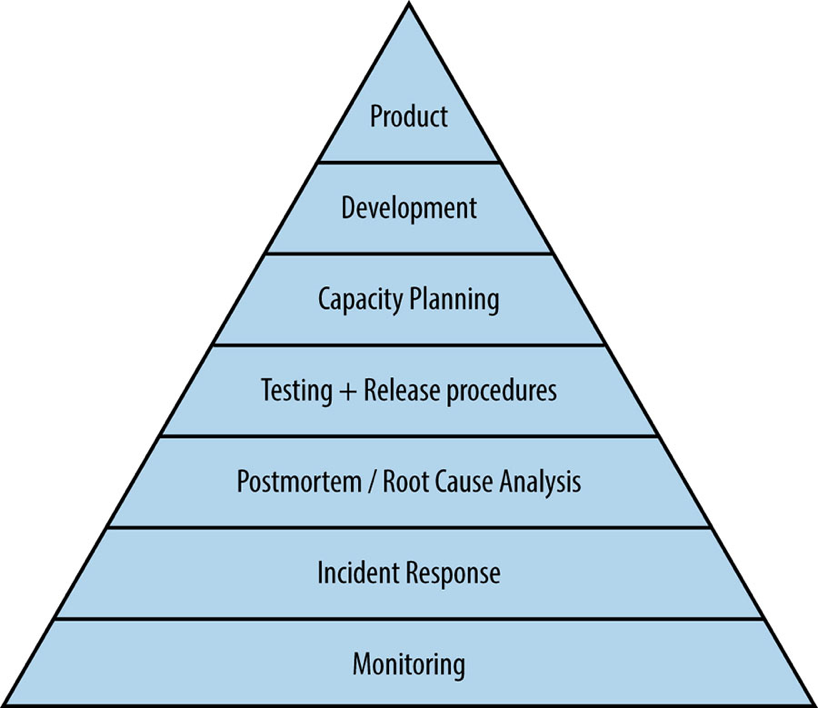 Product
Development
Capacity Planning
Testing + Release procedures
Postmortem / Root Cause Analysis
Incident Response
Monitoring